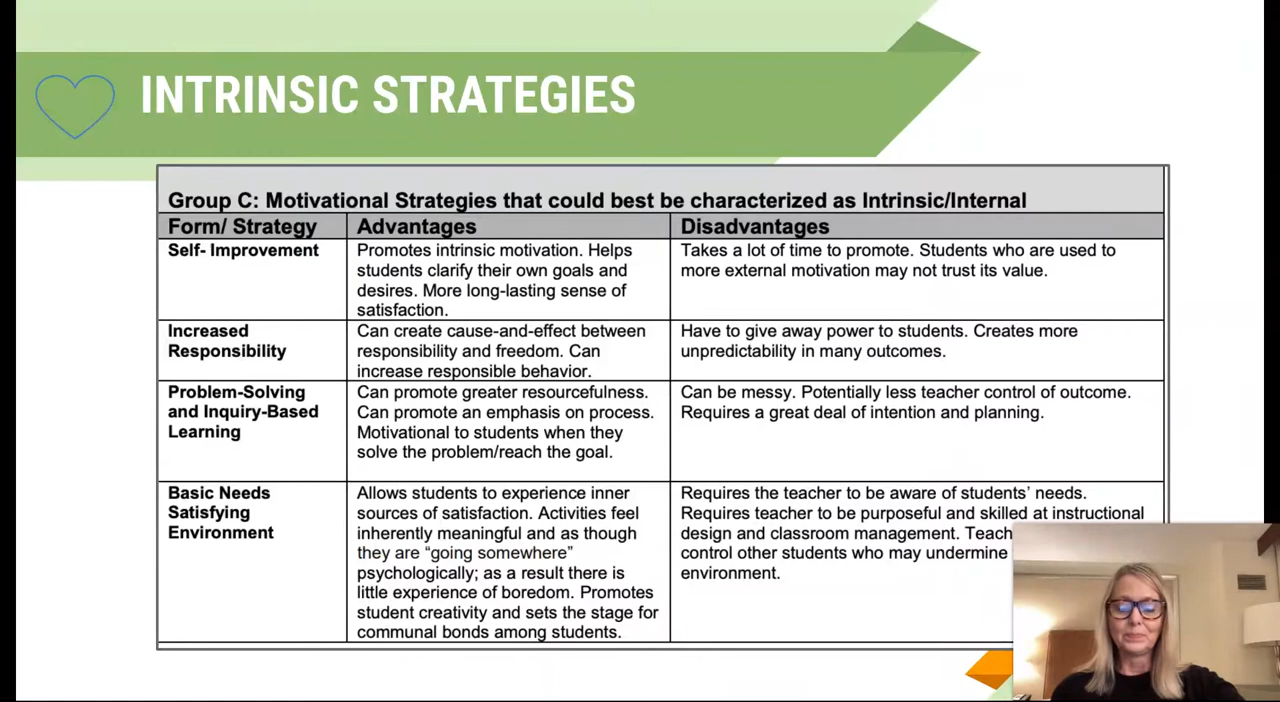 INTRINSIC STRATEGIES
Group C: Motivational Strategies that could best be characterized as Intrinsic/Internal
Form/ Strategy
Advantages
Disadvantages
Self- Improvement
Promotes intrinsic motivation. Helps
students clarify their own goals and
desires. More long-lasting sense of
satisfaction.
Takes a lot of time to promote. Students who are used to
more external motivation may not trust its value.
Increased
Responsibility
Can create cause-and-effect between
responsibility and freedom. Can
increase responsible behavior.
Have to give away power to students. Creates more
unpredictability in many outcomes.
Problem-Solving
and Inquiry-Based
Learning
Can promote greater resourcefulness.
Can promote an emphasis on process.
Motivational to students when they
solve the problem/reach the goal.
Can be messy. Potentially less teacher control of outcome.
Requires a great deal of intention and planning.
Basic Needs
Satisfying
Environment
Allows students to experience inner
sources of satisfaction. Activities feel
inherently meaningful and as though
they are “going somewhere”
psychologically; as a result there is
little experience of boredom. Promotes
student creativity and sets the stage for
communal bonds among students.
Requires the teacher to be aware of students’ needs.
Requires teacher to be purposeful and skilled at instructional
design and classroom management.
control other students who may undermine
environment.